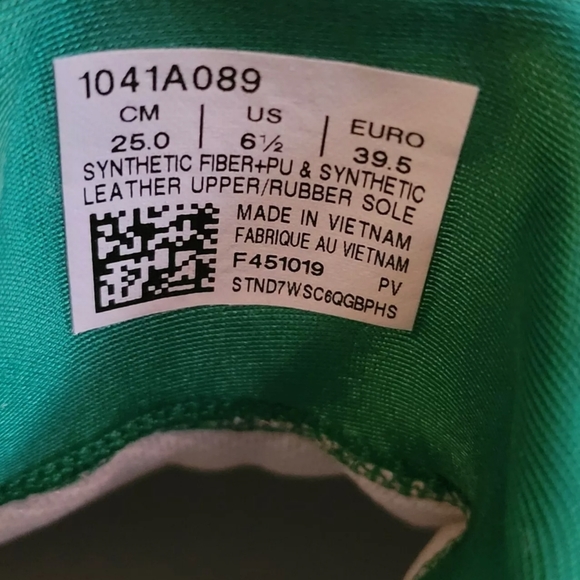 1041A089
CM | US | EURO
25.0 | 6½ | 39.5
SYNTHETIC FIBER+PU & SYNTHETIC
LEATHER UPPER/RUBBER SOLE
MADE IN VIETNAM
FABRIQUE AU VIETNAM
F451019 PV
STND7WSC6QGBPHS